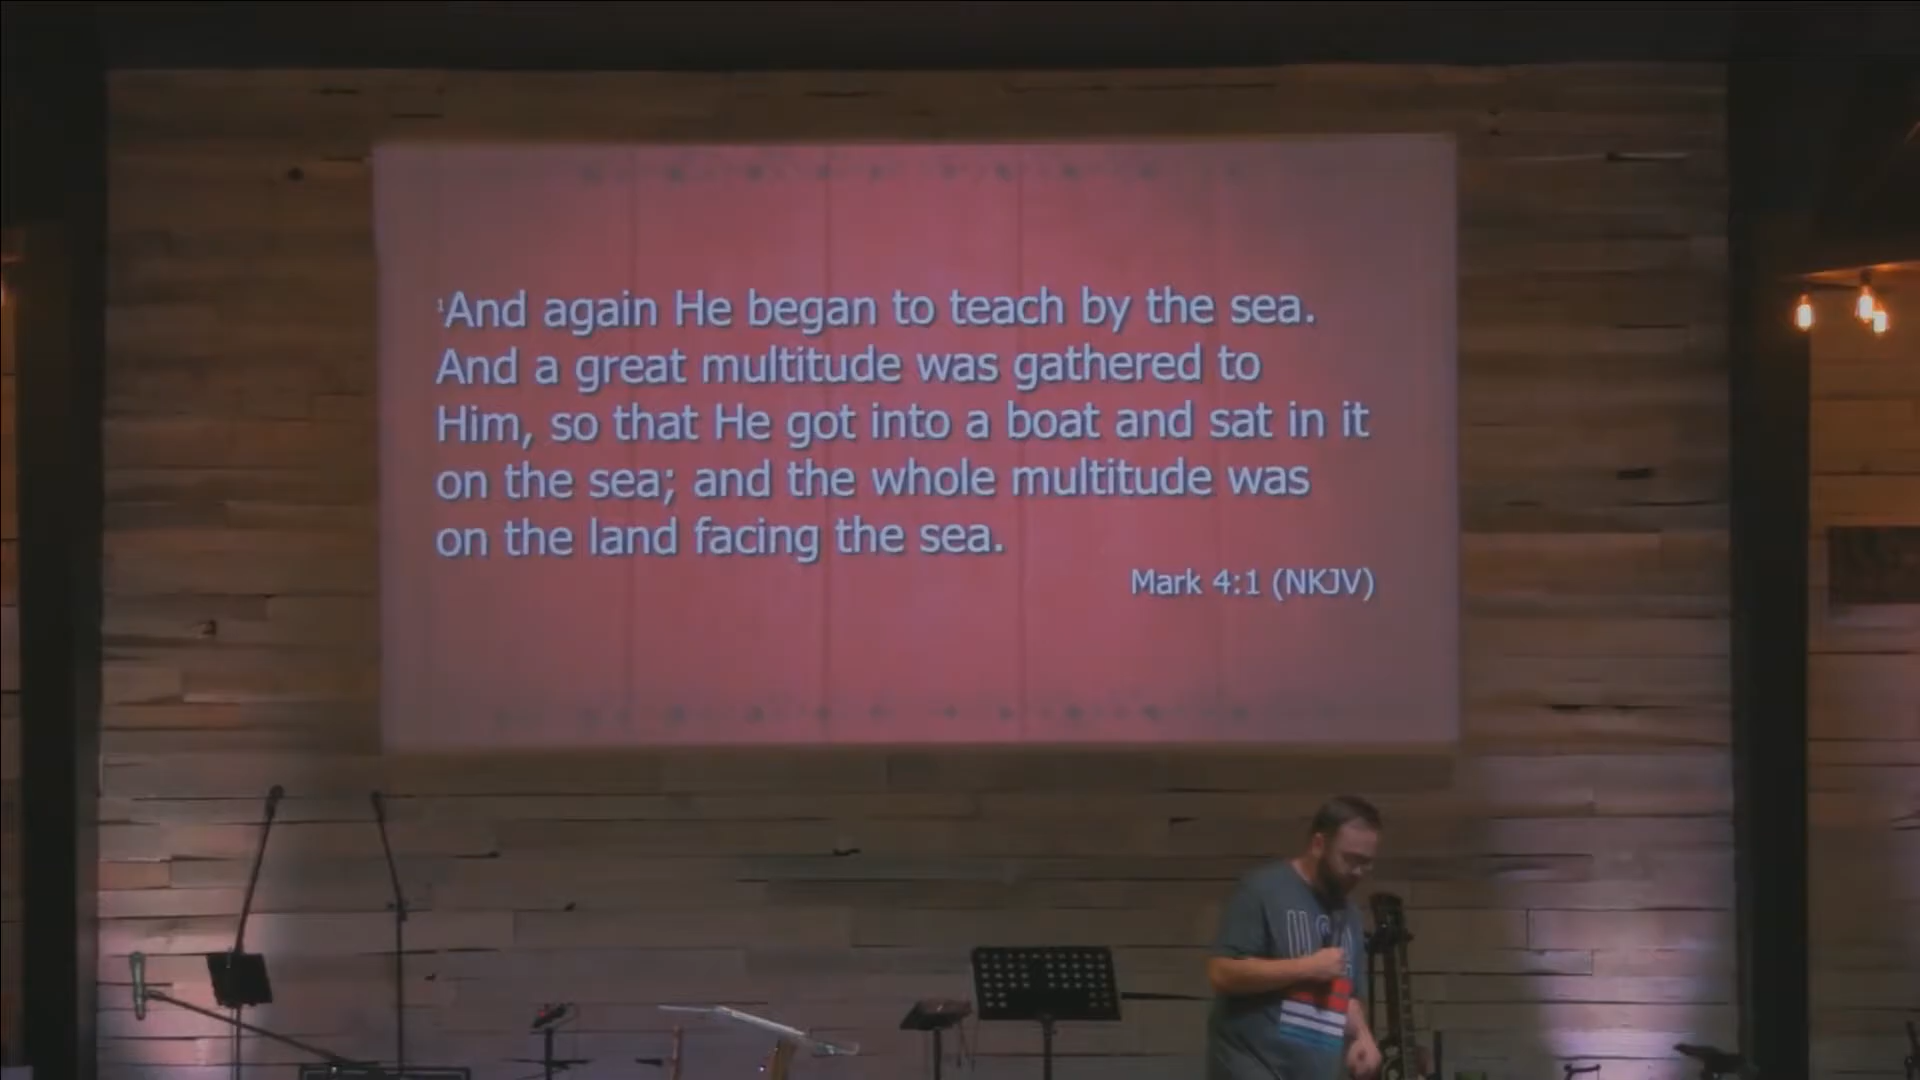 1And again He began to teach by the sea.
And a great multitude was gathered to
Him, so that He got into a boat and sat in it
on the sea; and the whole multitude was
on the land facing the sea.
Mark 4:1 (NKJV)
USA